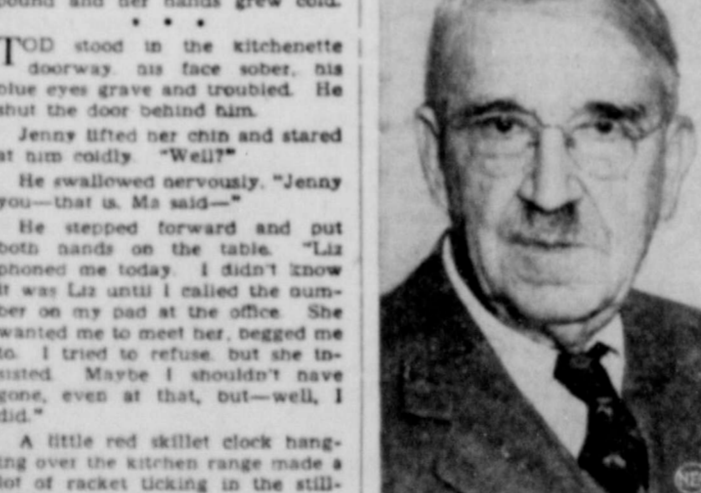 pound and her hands grew cold.
TOD stood in the kitchenette
doorway, his face sober, his
blue eyes grave and troubled. He
shut the door behind him.
Jenny lifted her chin and stared
at him coldly. "Well?"
He swallowed nervously. "Jenny
you—that is, Ma said—"
He stepped forward and put
both hands on the table. "Liz
phoned me today. I didn't know
it was Liz until I called the num-
ber on my pad at the office. She
wanted me to meet her, begged me
to. I tried to refuse, but she in-
sisted. Maybe I shouldn't have
gone, even at that, but—well, I
did."
A little red skillet clock hang-
ing over the kitchen range made a
lot of racket ticking in the still-